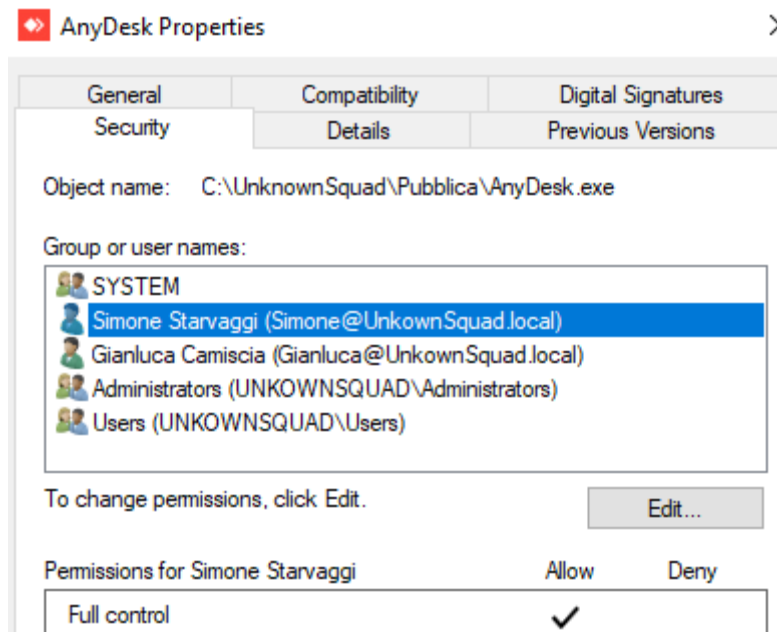 AnyDesk Properties
General Compatibility Digital Signatures
Security Details Previous Versions
Object name: C:\UnknownSquad\Pubblica\AnyDesk.exe
Group or user names:
SYSTEM
Simone Starvaggi (Simone@UnkownSquad.local)
Gianluca Camiscia (Gianluca@UnkownSquad.local)
Administrators (UNKOWNSQUAD\Administrators)
Users (UNKOWNSQUAD\Users)
To change permissions, click Edit.
Edit...
Permissions for Simone Starvaggi Allow Deny
Full control